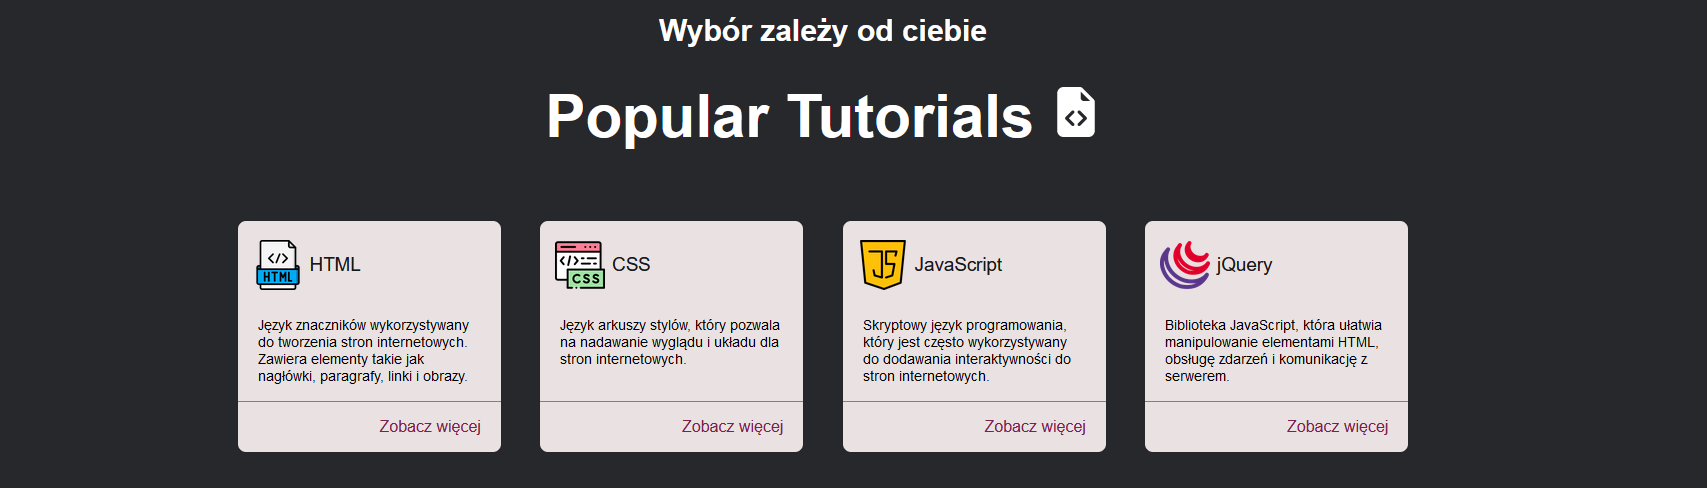 Wybór zależy od ciebie
Popular Tutorials
HTML
HTML
Język znaczników wykorzystywany
do tworzenia stron internetowych.
Zawiera elementy takie jak
nagłówki, paragrafy, linki i obrazy.
Zobacz więcej
CSS
CSS
Język arkuszy stylów, który pozwala
na nadawanie wyglądu i układu dla
stron internetowych.
Zobacz więcej
JS
JavaScript
Skryptowy język programowania,
który jest często wykorzystywany
do dodawania interaktywności do
stron internetowych.
Zobacz więcej
jQuery
Biblioteka JavaScript, która ułatwia
manipulowanie elementami HTML,
obsługę zdarzeń i komunikację z
serwerem.
Zobacz więcej